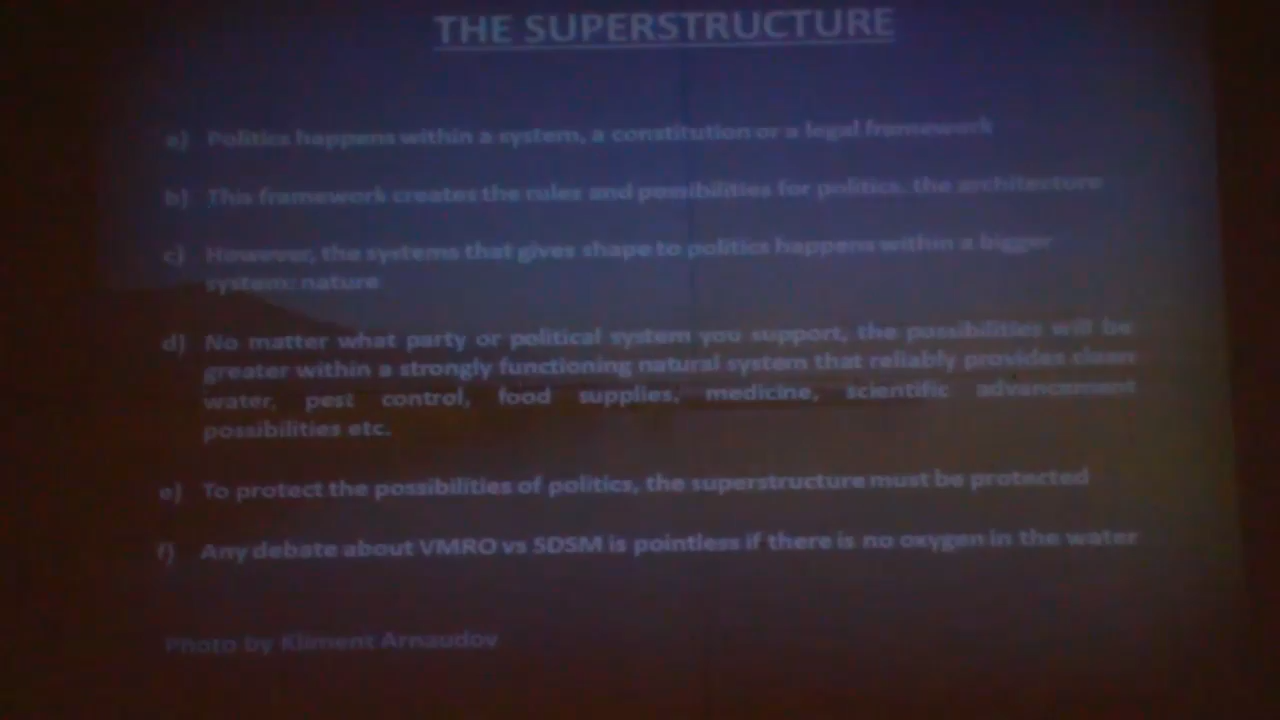 THE SUPERSTRUCTURE
a) Politics happens within a system, a constitution or a legal framework
b) This framework creates the rules and possibilities for politics, the architecture
c) However, the systems that gives shape to politics happens within a bigger
system: nature
d) No matter what party or political system you support, the possibilities will be
greater within a strongly functioning natural system that reliably provides clean
water, pest control, food supplies, medicine, scientific advancement
possibilities etc.
e) To protect the possibilities of politics, the superstructure must be protected
f) Any debate about VMRO vs SDSM is pointless if there is no oxygen in the water
Photo by Kliment Arnaudov